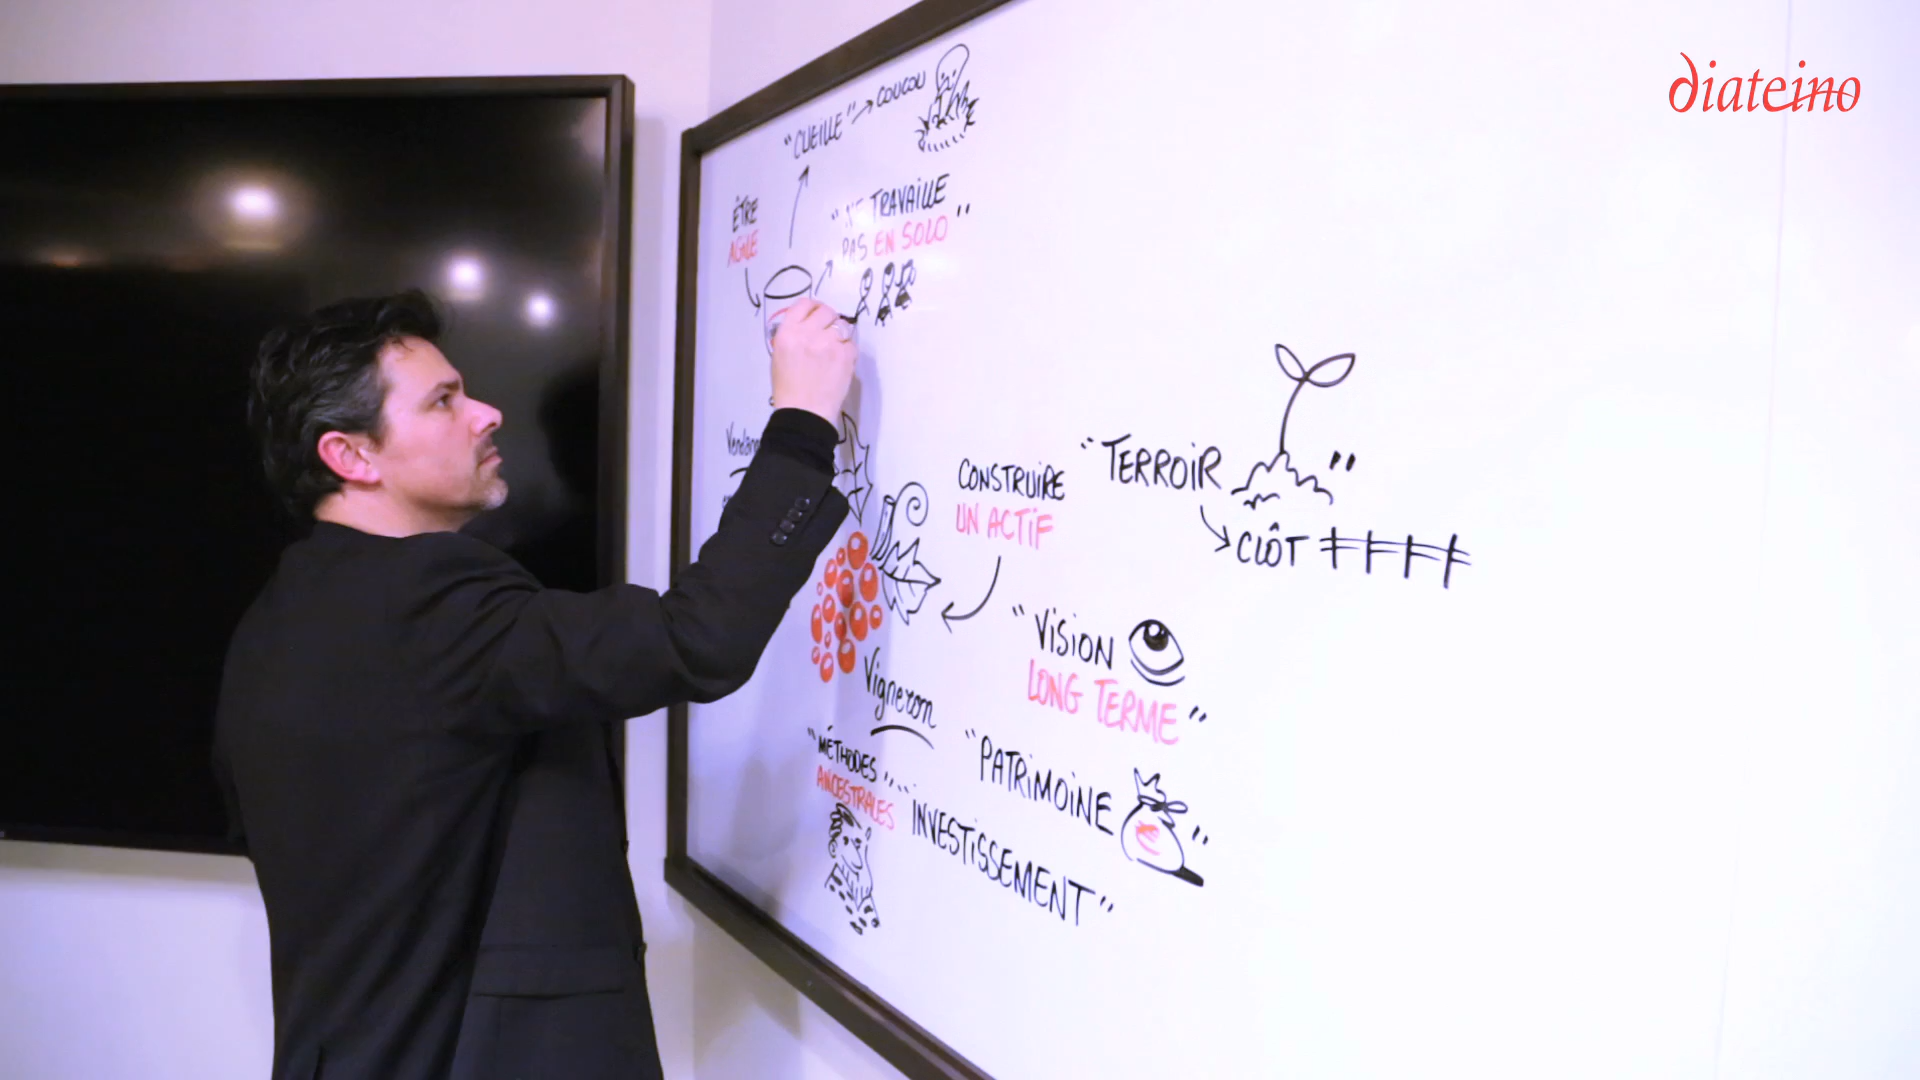 diateino
"CUEILLE" → COUCOU
ÊTRE
AGILE
"NE TRAVAILLE
PAS EN SOLO"
CONSTRUIRE
UN ACTIF
"TERROIR"
CLÔT
"VISION
LONG TERME"
Vigneron
"MÉTHODES
ANCESTRALES"
"PATRIMOINE"
"INVESTISSEMENT"